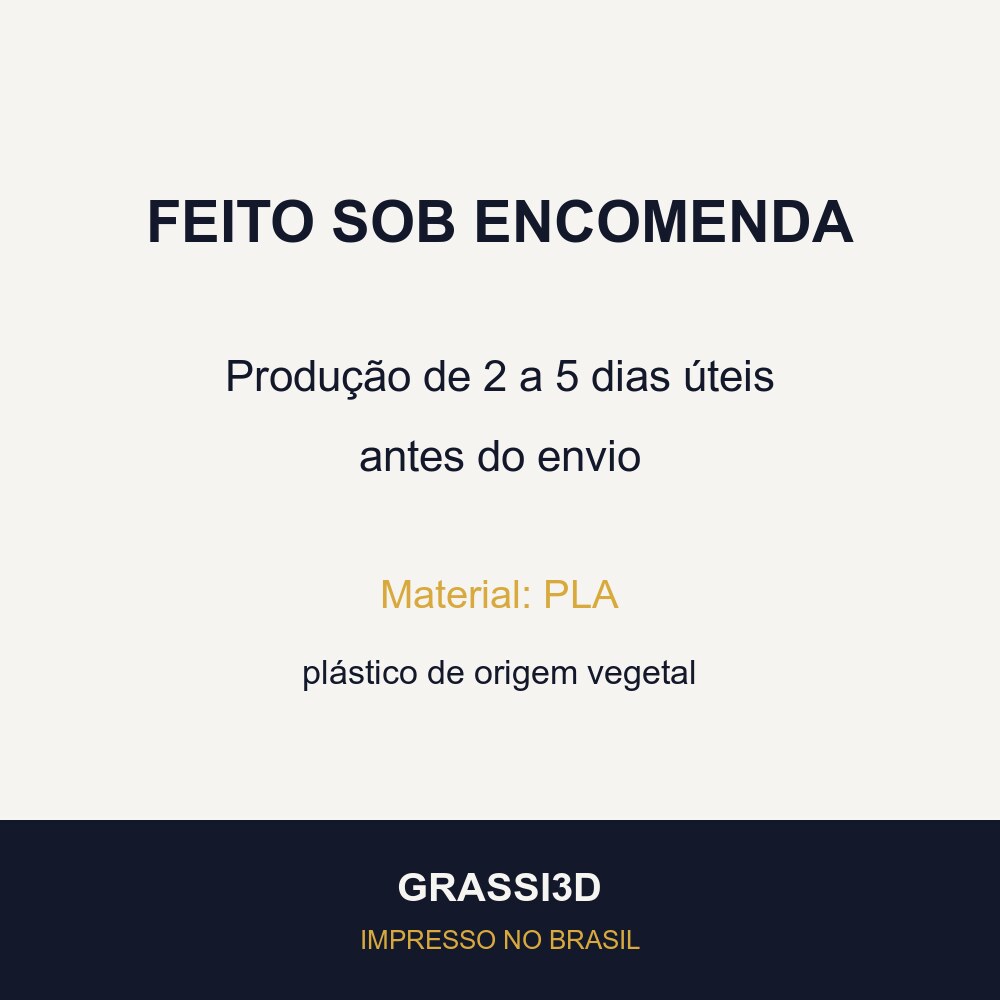 FEITO SOB ENCOMENDA
Produção de 2 a 5 dias úteis
antes do envio
Material: PLA
plástico de origem vegetal
GRASSI3D
IMPRESSO NO BRASIL